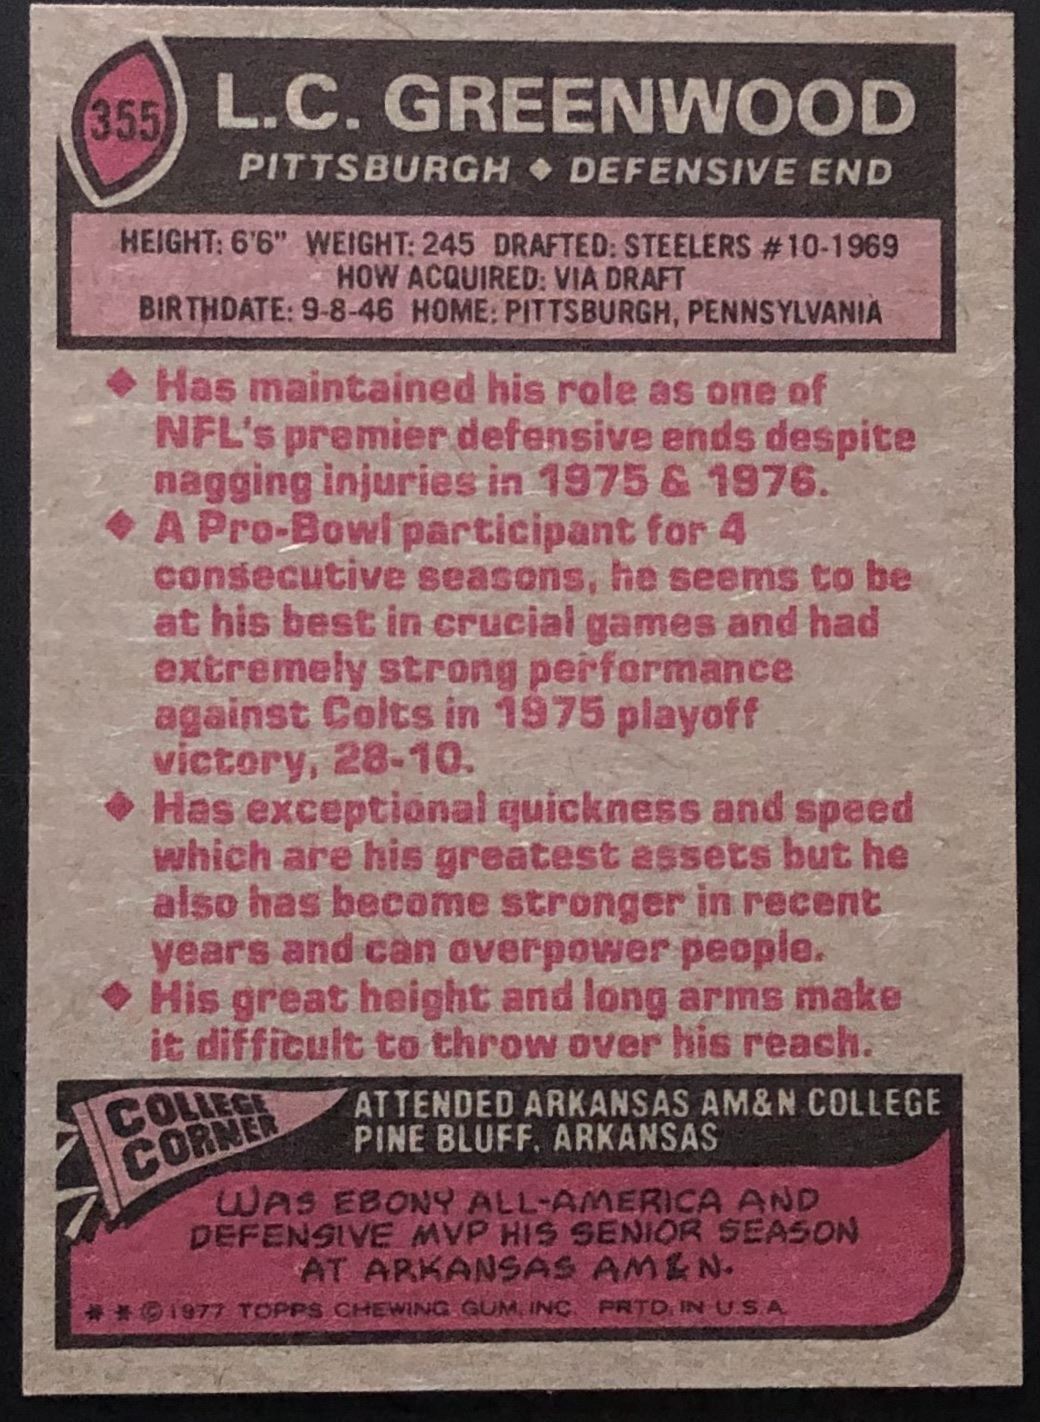 355
L.C. GREENWOOD
PITTSBURGH ◆ DEFENSIVE END
HEIGHT: 6'6" WEIGHT: 245 DRAFTED: STEELERS #10-1969
HOW ACQUIRED: VIA DRAFT
BIRTHDATE: 9-8-46 HOME: PITTSBURGH, PENNSYLVANIA
◆ Has maintained his role as one of
NFL's premier defensive ends despite
nagging injuries in 1975 & 1976.
◆ A Pro-Bowl participant for 4
consecutive seasons, he seems to be
at his best in crucial games and had
extremely strong performance
against Colts in 1975 playoff
victory, 28-10.
◆ Has exceptional quickness and speed
which are his greatest assets but he
also has become stronger in recent
years and can overpower people.
◆ His great height and long arms make
it difficult to throw over his reach.
COLLEGE
CORNER
ATTENDED ARKANSAS AM&N COLLEGE
PINE BLUFF, ARKANSAS
WAS EBONY ALL-AMERICA AND
DEFENSIVE MVP HIS SENIOR SEASON
AT ARKANSAS AM&N.
* * © 1977 TOPPS CHEWING GUM, INC. PRTD. IN U.S.A.